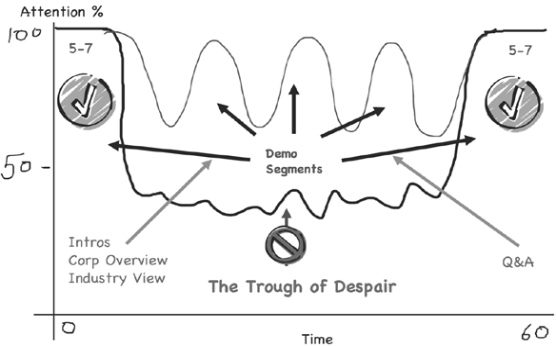 Attention %
100
5-7
5-7
50
Demo
Segments
Intros
Corp Overview
Industry View
Q&A
The Trough of Despair
0
Time
60